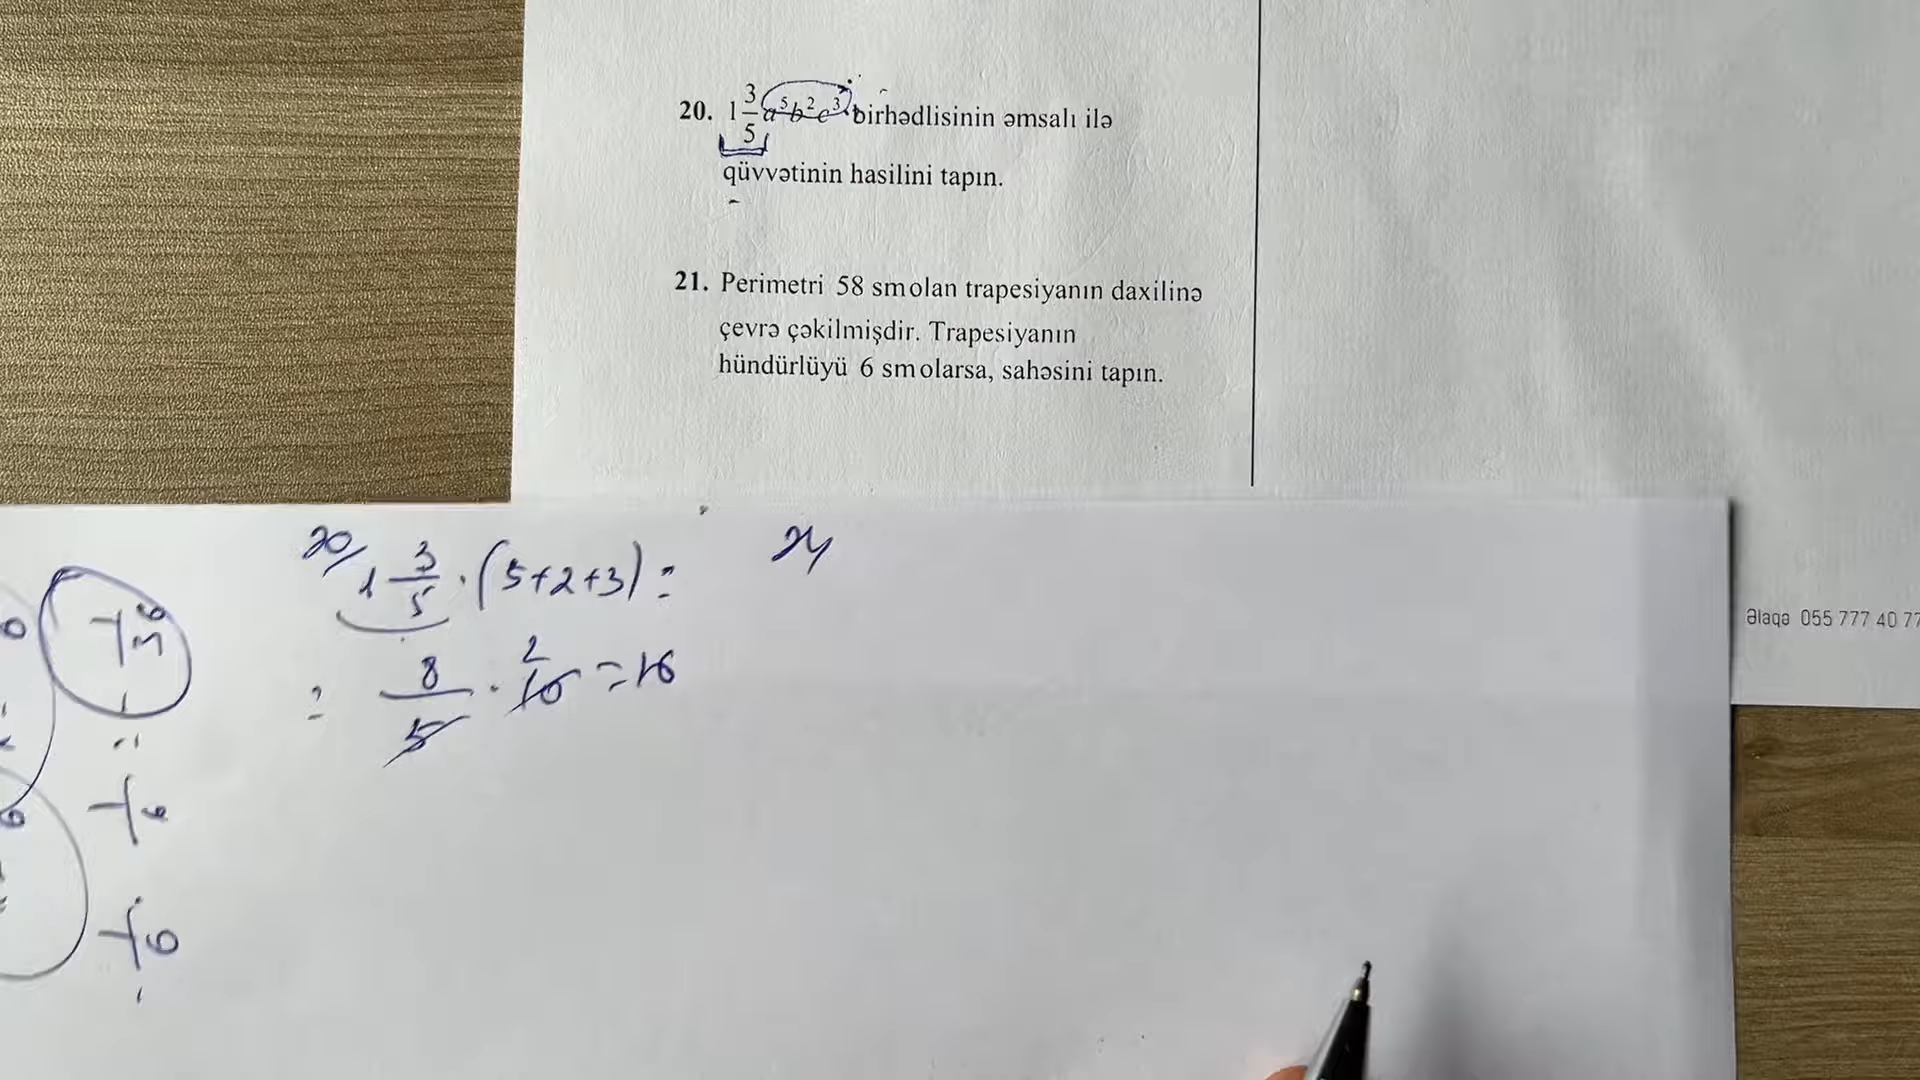 20. 1 3/5 a⁵b²c³ birhədlisinin əmsalı ilə
qüvvətinin hasilini tapın.
21. Perimetri 58 sm olan trapesiyanın daxilinə
çevrə çəkilmişdir. Trapesiyanın
hündürlüyü 6 sm olarsa, sahəsini tapın.
20/ 1 3/5 · (5+2+3) =
= 8/5 · 10 2 = 16
Əlaqə 055 777 40 77